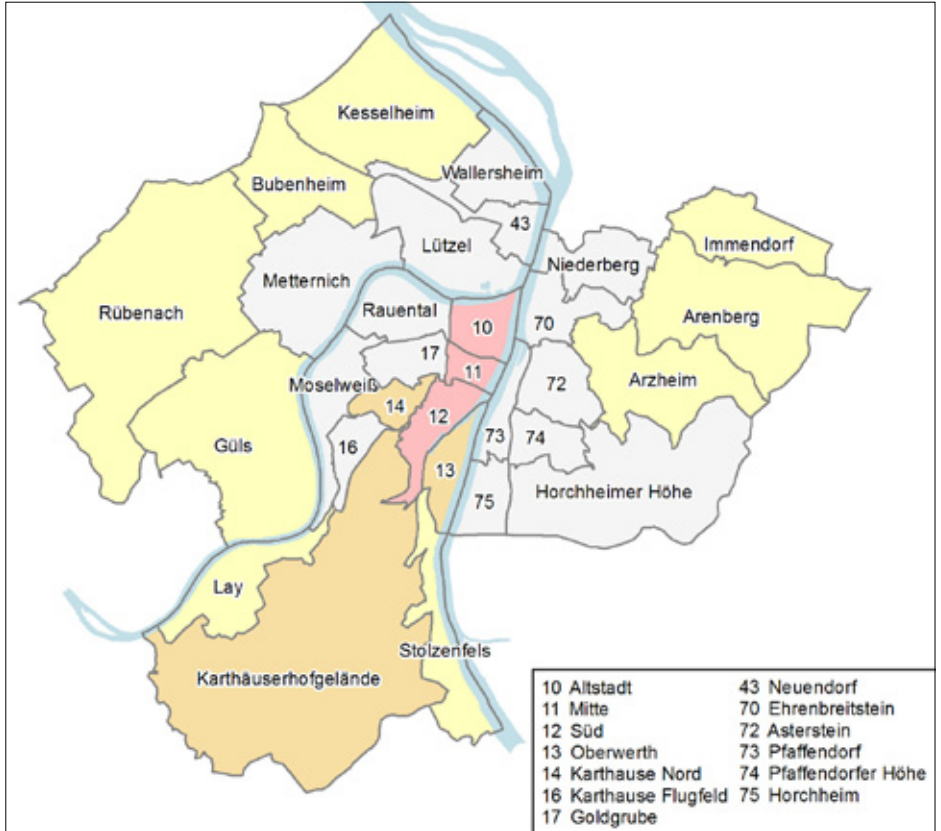 Kesselheim
Wallersheim
Bubenheim
43
Lützel
Immendorf
Niederberg
Metternich
Rübenach
Rauental
10
70
Arenberg
17
11
Moselweiß
72
Arzheim
14
12
Güls
16
73
74
13
Horchheimer Höhe
75
Lay
Stolzenfels
Karthäuserhofgelände
10 Altstadt
11 Mitte
12 Süd
13 Oberwerth
14 Karthause Nord
16 Karthause Flugfeld
17 Goldgrube
43 Neuendorf
70 Ehrenbreitstein
72 Asterstein
73 Pfaffendorf
74 Pfaffendorfer Höhe
75 Horchheim